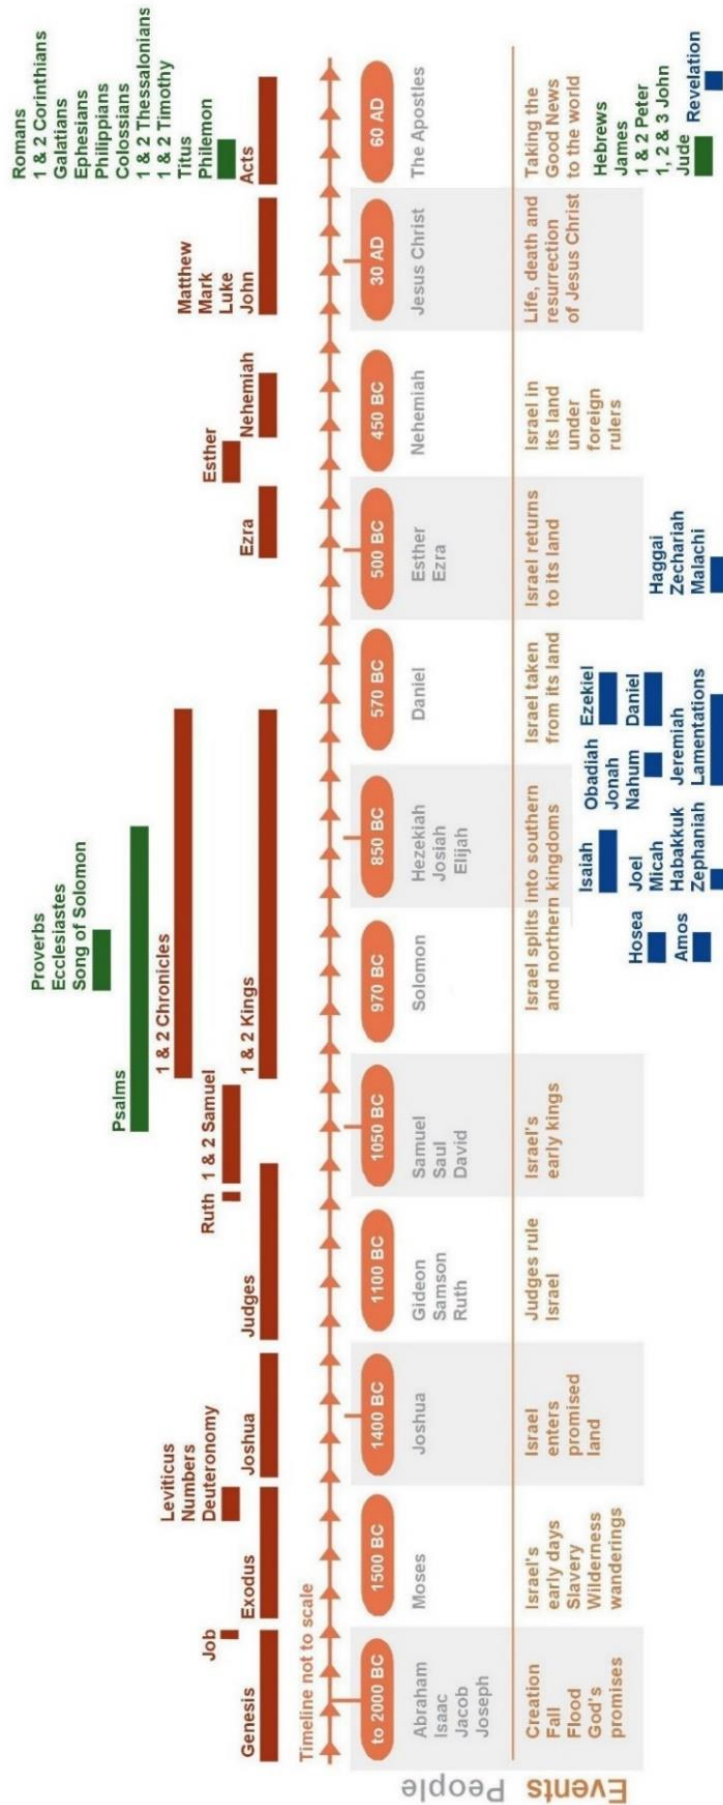 Romans
1 & 2 Corinthians
Galatians
Ephesians
Philippians
Colossians
1 & 2 Thessalonians
1 & 2 Timothy
Titus
Philemon
Proverbs
Ecclesiastes
Song of Solomon
Psalms
Matthew
Mark
Luke
John
Acts
Leviticus
Numbers
Deuteronomy
1 & 2 Chronicles
Job
Ruth
1 & 2 Samuel
Esther
Genesis
Exodus
Joshua
Judges
1 & 2 Kings
Ezra
Nehemiah
Timeline not to scale
to 2000 BC
1500 BC
1400 BC
1100 BC
1050 BC
970 BC
850 BC
570 BC
500 BC
450 BC
30 AD
60 AD
People
Abraham
Isaac
Jacob
Joseph
Moses
Joshua
Gideon
Samson
Ruth
Samuel
Saul
David
Solomon
Hezekiah
Josiah
Elijah
Daniel
Esther
Ezra
Nehemiah
Jesus Christ
The Apostles
Events
Creation
Fall
Flood
God's
promises
Israel's
early days
Slavery
Wilderness
wanderings
Israel
enters
promised
land
Judges rule
Israel
Israel's
early kings
Israel splits into southern
and northern kingdoms
Israel taken
from its land
Israel returns
to its land
Israel in
its land
under
foreign
rulers
Life, death and
resurrection
of Jesus Christ
Taking the
Good News
to the world
Hosea
Amos
Isaiah
Joel
Micah
Habakkuk
Zephaniah
Obadiah
Jonah
Nahum
Jeremiah
Lamentations
Ezekiel
Daniel
Haggai
Zechariah
Malachi
Hebrews
James
1 & 2 Peter
1, 2 & 3 John
Jude
Revelation